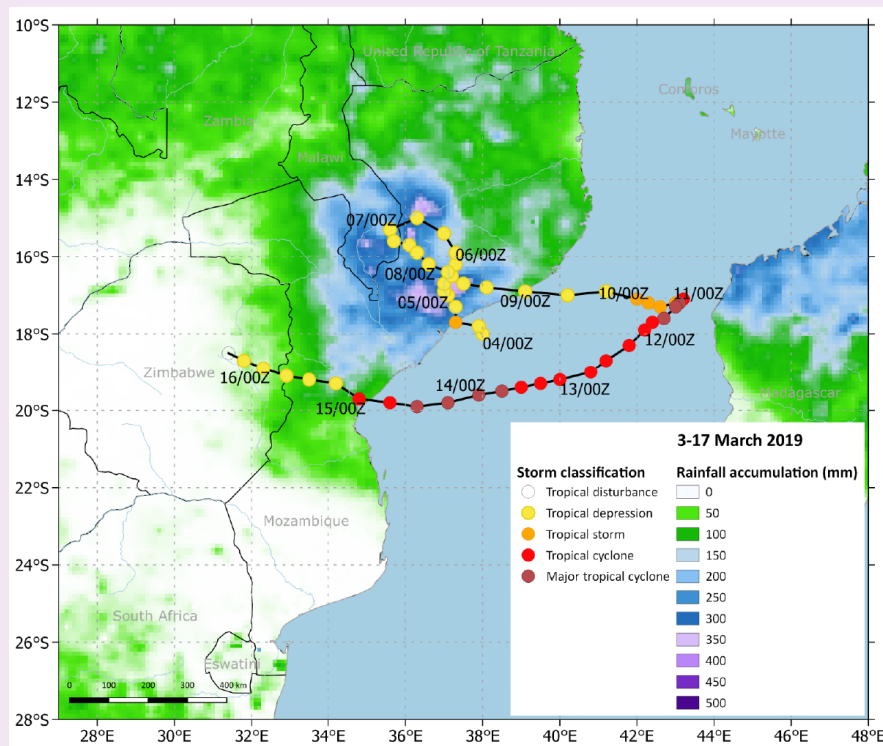 10°S
12°S
14°S
16°S
18°S
20°S
22°S
24°S
26°S
28°S
28°E
30°E
32°E
34°E
36°E
38°E
40°E
42°E
44°E
46°E
48°E
United Republic of Tanzania
Comoros
Mayotte
Zambia
Malawi
07/00Z
06/00Z
08/00Z
05/00Z
09/00Z
10/00Z
11/00Z
04/00Z
12/00Z
Zimbabwe
16/00Z
15/00Z
14/00Z
13/00Z
Madagascar
Mozambique
South Africa
Eswatini
0 100 200 300 400 km
3-17 March 2019
Storm classification
Tropical disturbance
Tropical depression
Tropical storm
Tropical cyclone
Major tropical cyclone
Rainfall accumulation (mm)
0
50
100
150
200
250
300
350
400
450
500